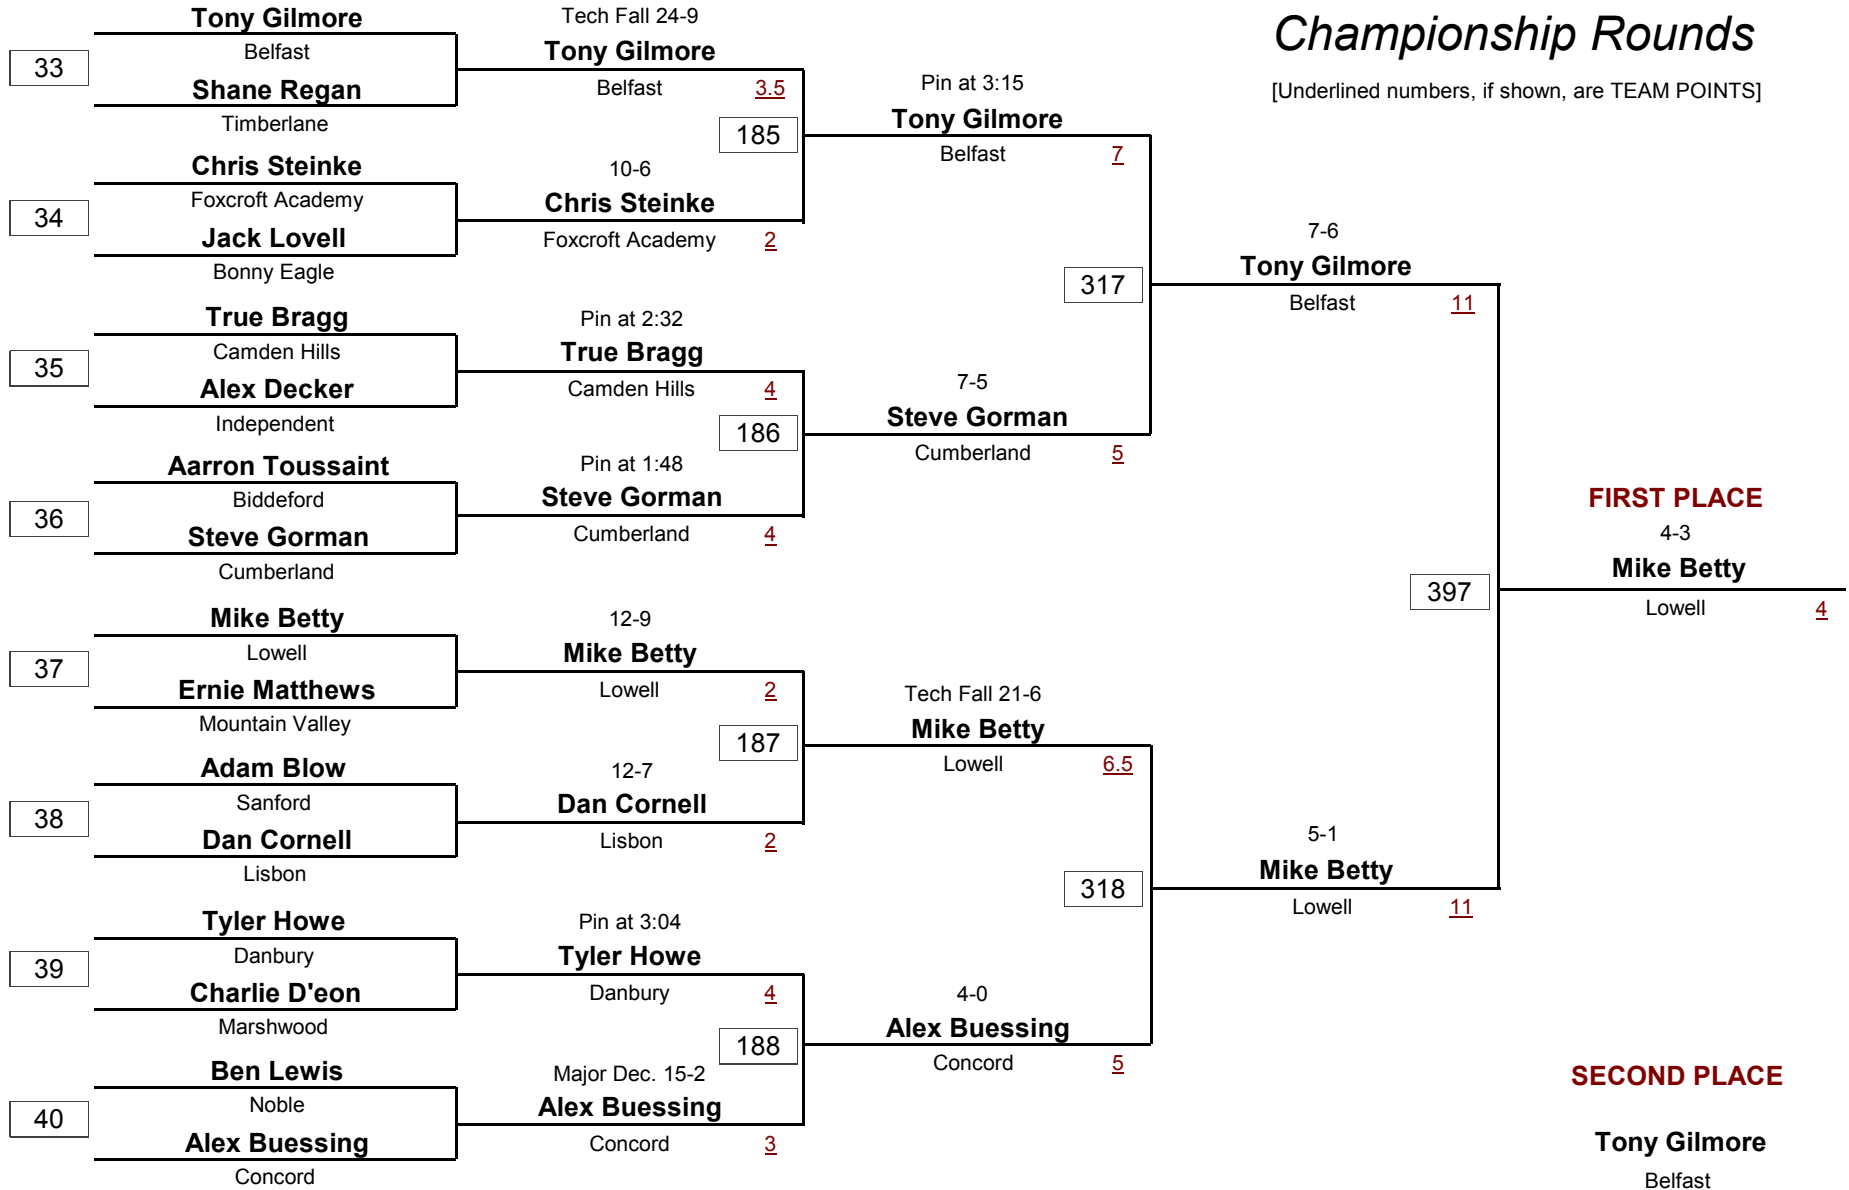 Championship Rounds
[Underlined numbers, if shown, are TEAM POINTS]
Tony Gilmore
Belfast
33
Shane Regan
Timberlane
Chris Steinke
Foxcroft Academy
34
Jack Lovell
Bonny Eagle
True Bragg
Camden Hills
35
Alex Decker
Independent
Aarron Toussaint
Biddeford
36
Steve Gorman
Cumberland
Mike Betty
Lowell
37
Ernie Matthews
Mountain Valley
Adam Blow
Sanford
38
Dan Cornell
Lisbon
Tyler Howe
Danbury
39
Charlie D'eon
Marshwood
Ben Lewis
Noble
40
Alex Buessing
Concord
Tech Fall 24-9
Tony Gilmore
Belfast 3.5
185
10-6
Chris Steinke
Foxcroft Academy 2
Pin at 2:32
True Bragg
Camden Hills 4
186
Pin at 1:48
Steve Gorman
Cumberland 4
12-9
Mike Betty
Lowell 2
187
12-7
Dan Cornell
Lisbon 2
Pin at 3:04
Tyler Howe
Danbury 4
188
Major Dec. 15-2
Alex Buessing
Concord 3
Pin at 3:15
Tony Gilmore
Belfast 7
317
7-5
Steve Gorman
Cumberland 5
Tech Fall 21-6
Mike Betty
Lowell 6.5
318
4-0
Alex Buessing
Concord 5
7-6
Tony Gilmore
Belfast 11
397
5-1
Mike Betty
Lowell 11
FIRST PLACE
4-3
Mike Betty
Lowell 4
SECOND PLACE
Tony Gilmore
Belfast